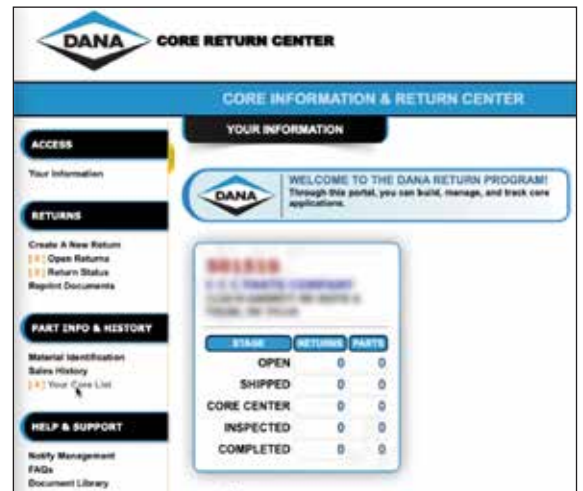 DANA
CORE RETURN CENTER
CORE INFORMATION & RETURN CENTER
YOUR INFORMATION
ACCESS
Your Information
RETURNS
Create A New Return
Open Returns
Return Status
Reprint Documents
PART INFO & HISTORY
Material Identification
Sales History
Your Core List
HELP & SUPPORT
Notify Management
FAQs
Document Library
DANA
WELCOME TO THE DANA RETURN PROGRAM!
Through this portal, you can build, manage, and track core
applications.
STAGE RETURNS PARTS
OPEN 0 0
SHIPPED 0 0
CORE CENTER 0 0
INSPECTED 0 0
COMPLETED 0 0